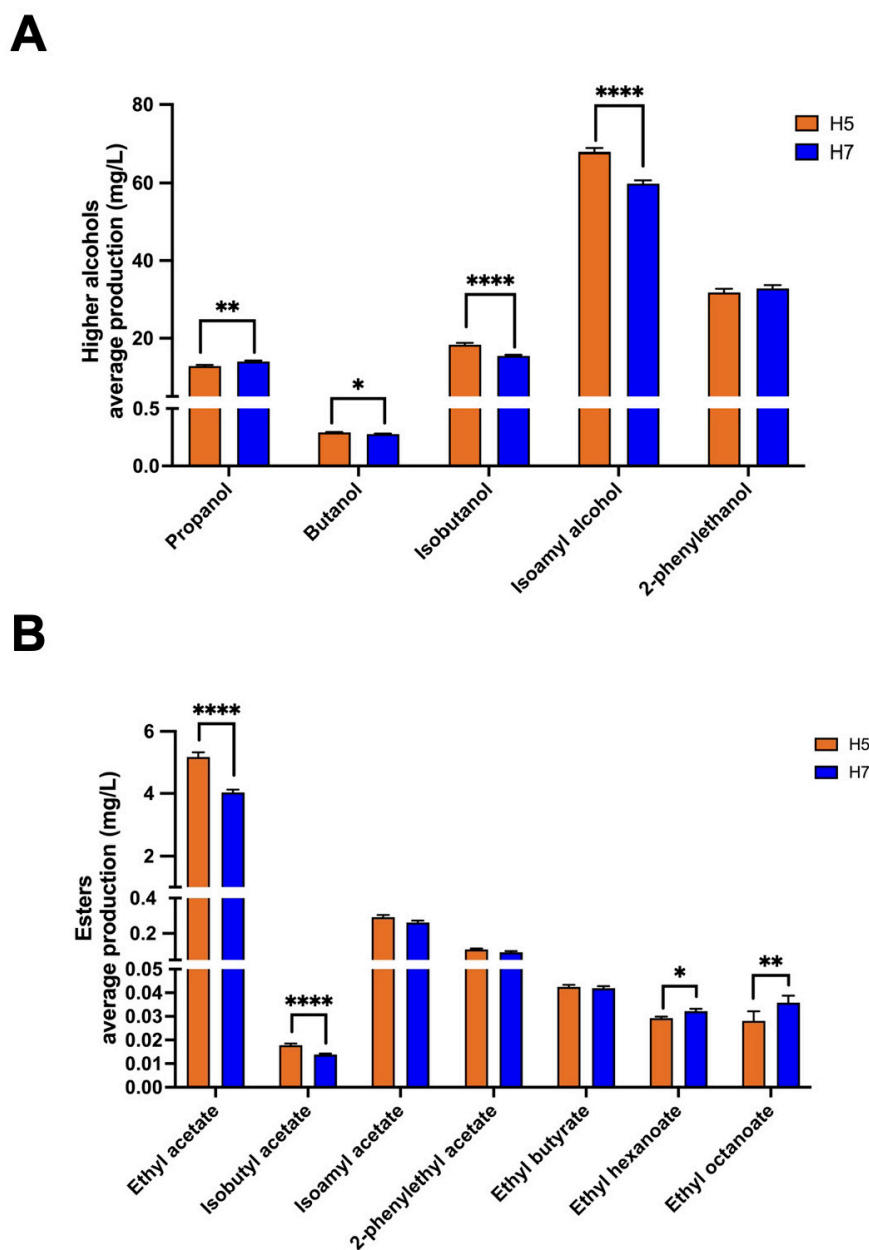 A
Higher alcohols
average production (mg/L)
80
60
40
20
0.5
0.0
**
*
****
****
H5
H7
Propanol
Butanol
Isobutanol
Isoamyl alcohol
2-phenylethanol
B
Esters
average production (mg/L)
6
4
2
0.4
0.2
0.05
0.04
0.03
0.02
0.01
0.00
****
****
*
**
H5
H7
Ethyl acetate
Isobutyl acetate
Isoamyl acetate
2-phenylethyl acetate
Ethyl butyrate
Ethyl hexanoate
Ethyl octanoate